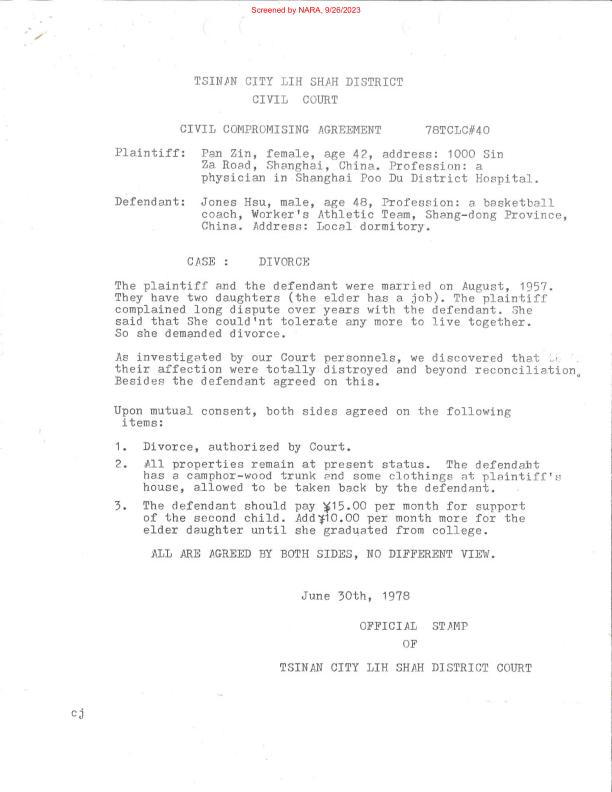 Screened by NARA, 9/26/2023
TSINAN CITY LIH SHAH DISTRICT
CIVIL COURT
CIVIL COMPROMISING AGREEMENT 78TCLC#40
Plaintiff: Pan Zin, female, age 42, address: 1000 Sin
Za Road, Shanghai, China. Profession: a
physician in Shanghai Poo Du District Hospital.
Defendant: Jones Hsu, male, age 48, Profession: a basketball
coach, Worker's Athletic Team, Shang-dong Province,
China. Address: Local dormitory.
CASE : DIVORCE
The plaintiff and the defendant were married on August, 1957.
They have two daughters (the elder has a job). The plaintiff
complained long dispute over years with the defendant. She
said that She could'nt tolerate any more to live together.
So she demanded divorce.
As investigated by our Court personnels, we discovered that
their affection were totally distroyed and beyond reconciliation.
Besides the defendant agreed on this.
Upon mutual consent, both sides agreed on the following
items:
1. Divorce, authorized by Court.
2. All properties remain at present status. The defendant
has a camphor-wood trunk and some clothings at plaintiff's
house, allowed to be taken back by the defendant.
3. The defendant should pay ¥15.00 per month for support
of the second child. Add ¥10.00 per month more for the
elder daughter until she graduated from college.
ALL ARE AGREED BY BOTH SIDES, NO DIFFERENT VIEW.
June 30th, 1978
OFFICIAL STAMP
OF
TSINAN CITY LIH SHAH DISTRICT COURT
cj